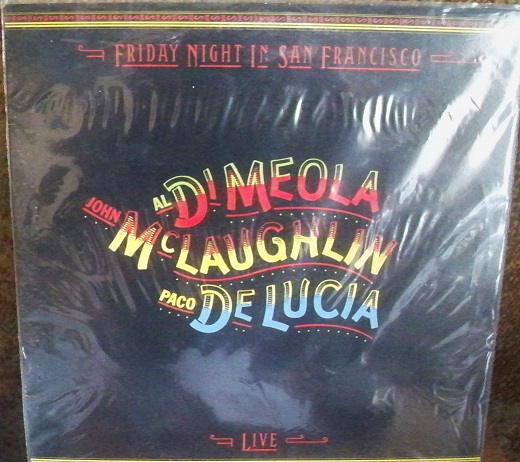 FRIDAY NIGHT IN SAN FRANCISCO
AL DI MEOLA
JOHN MCLAUGHLIN
PACO DE LUCIA
LIVE